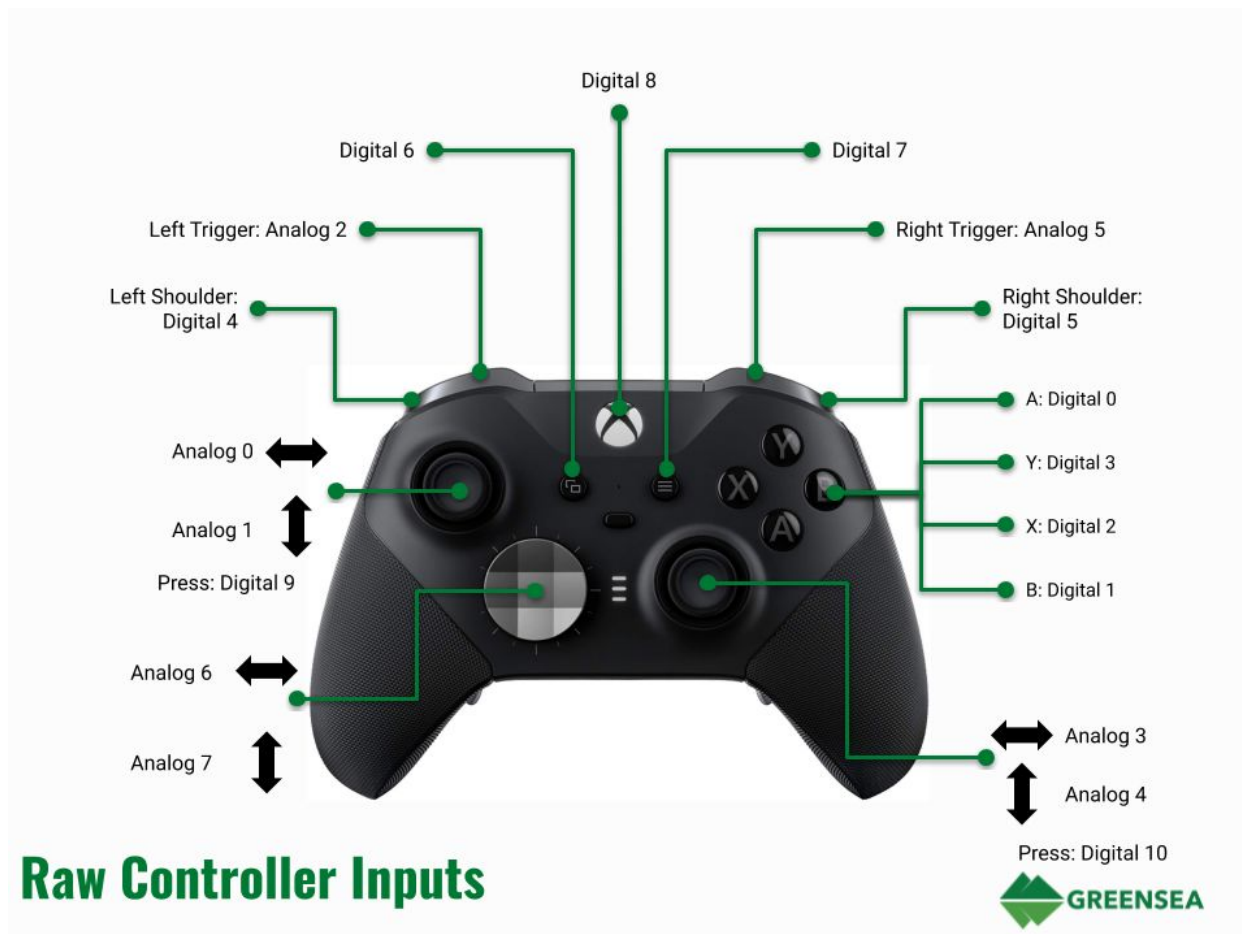 Digital 8
Digital 6
Digital 7
Left Trigger: Analog 2
Right Trigger: Analog 5
Left Shoulder:
Digital 4
Right Shoulder:
Digital 5
A: Digital 0
Y: Digital 3
X: Digital 2
B: Digital 1
Analog 0
Analog 1
Press: Digital 9
Y
X
B
A
Analog 6
Analog 7
Analog 3
Analog 4
Press: Digital 10
Raw Controller Inputs
GREENSEA